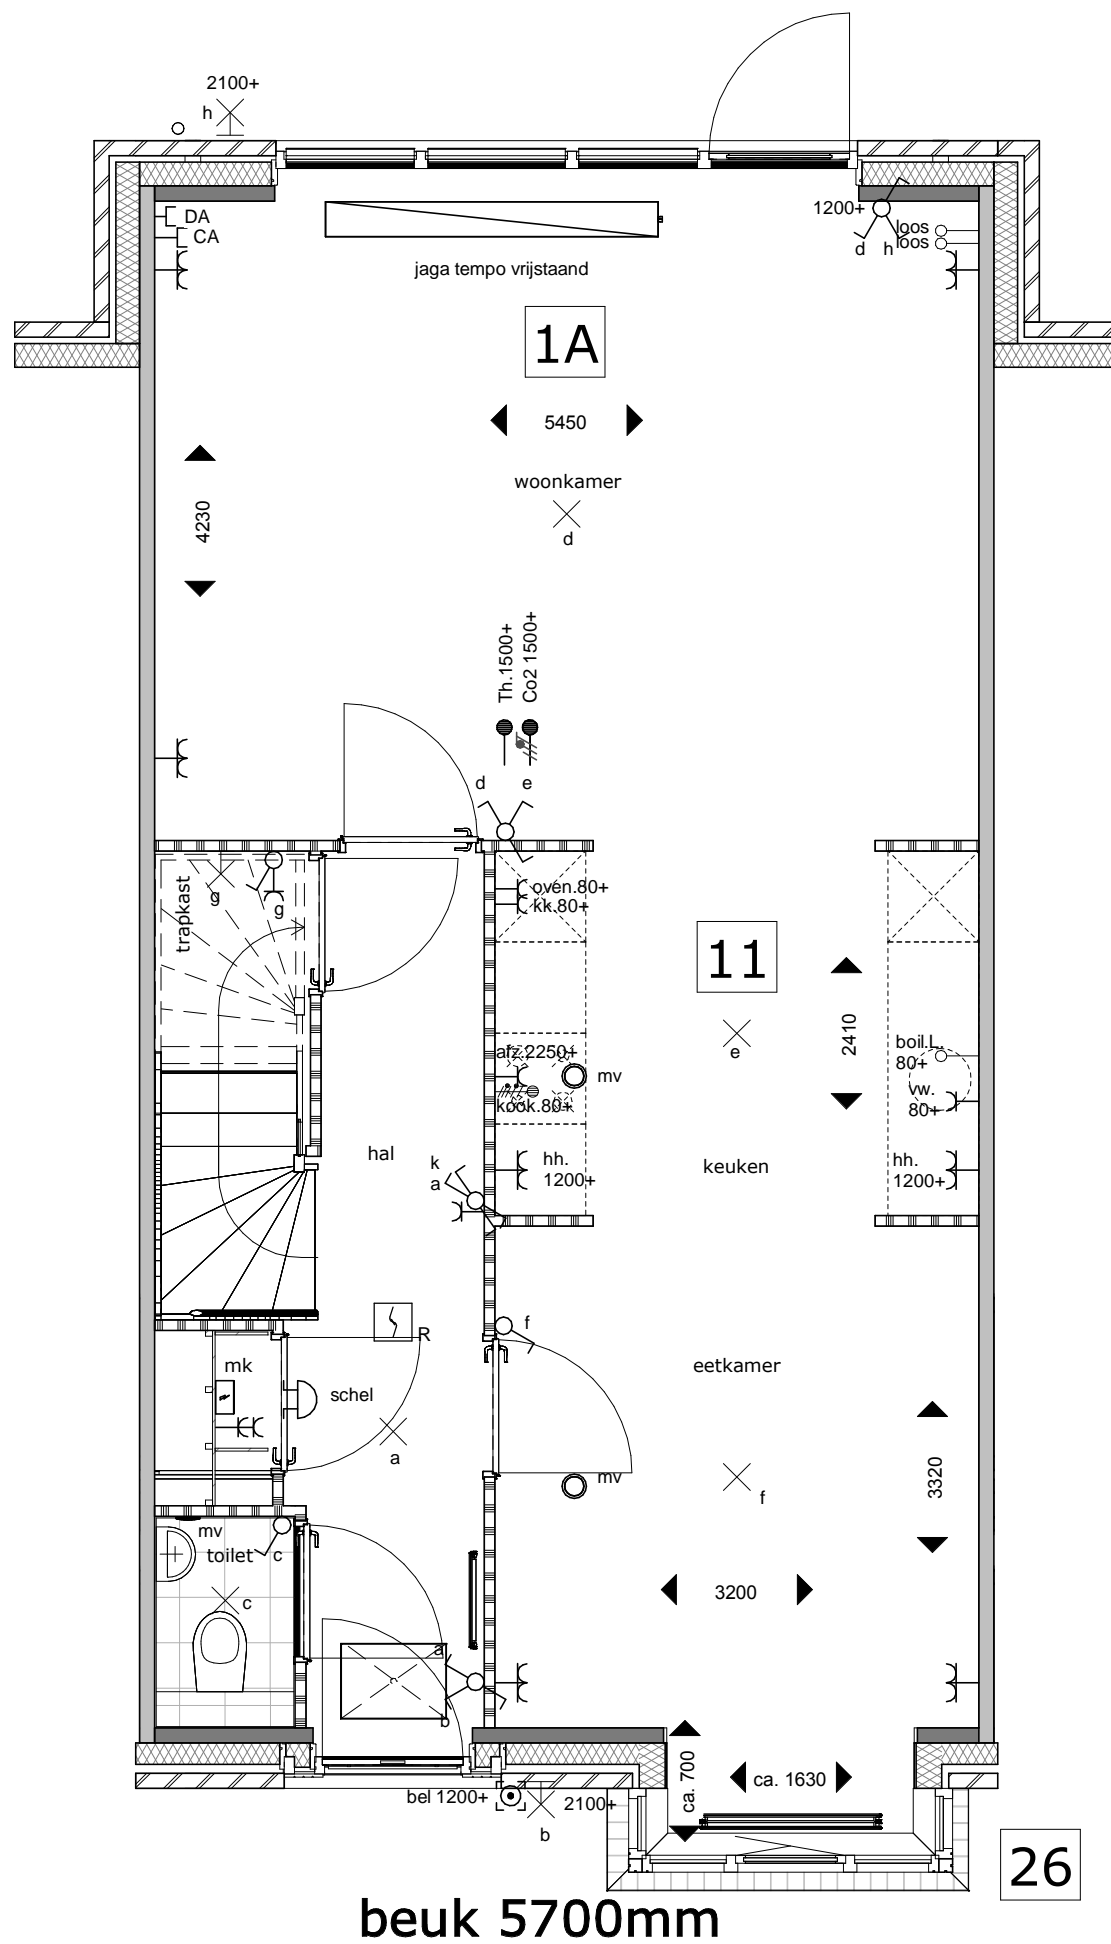 2100+
h
1200+
d h
loos
loos
DA
CA
jaga tempo vrijstaand
1A
5450
4230
woonkamer
d
Th.1500+
Co2 1500+
d e
trapkast
g
g
oven.80+
kk.80+
11
2410
e
afz.2250+
mv
kook.80+
boil.L.
80+
vw.
80+
hal
k
a
hh.
1200+
keuken
hh.
1200+
R
f
mk
schel
a
eetkamer
mv
f
3320
mv
toilet
c
c
3200
a
b
bel 1200+
2100+
b
ca. 700
ca. 1630
26
beuk 5700mm